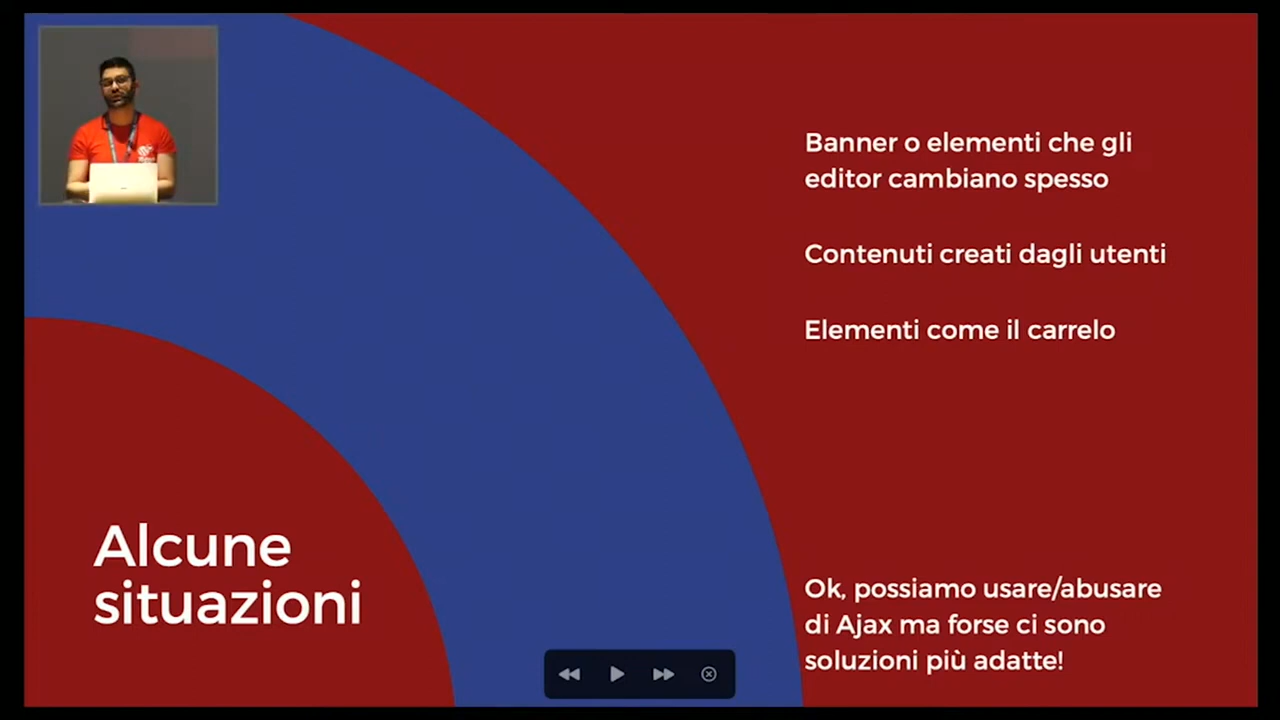 Banner o elementi che gli
editor cambiano spesso
Contenuti creati dagli utenti
Elementi come il carrelo
Alcune
situazioni
Ok, possiamo usare/abusare
di Ajax ma forse ci sono
soluzioni più adatte!